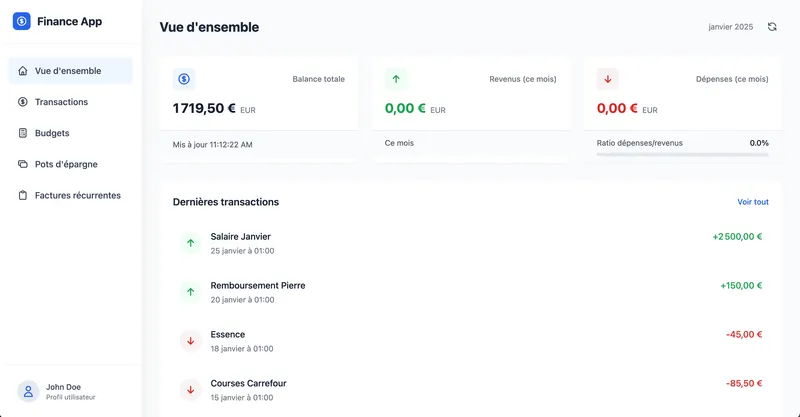 Finance App
Vue d'ensemble
Transactions
Budgets
Pots d'épargne
Factures récurrentes
John Doe
Profil utilisateur
Vue d'ensemble
janvier 2025
Balance totale
1 719,50 € EUR
Mis à jour 11:12:22 AM
Revenus (ce mois)
0,00 € EUR
Ce mois
Dépenses (ce mois)
0,00 € EUR
Ratio dépenses/revenus 0.0%
Dernières transactions
Voir tout
Salaire Janvier
25 janvier à 01:00
+2 500,00 €
Remboursement Pierre
20 janvier à 01:00
+150,00 €
Essence
18 janvier à 01:00
-45,00 €
Courses Carrefour
15 janvier à 01:00
-85,50 €